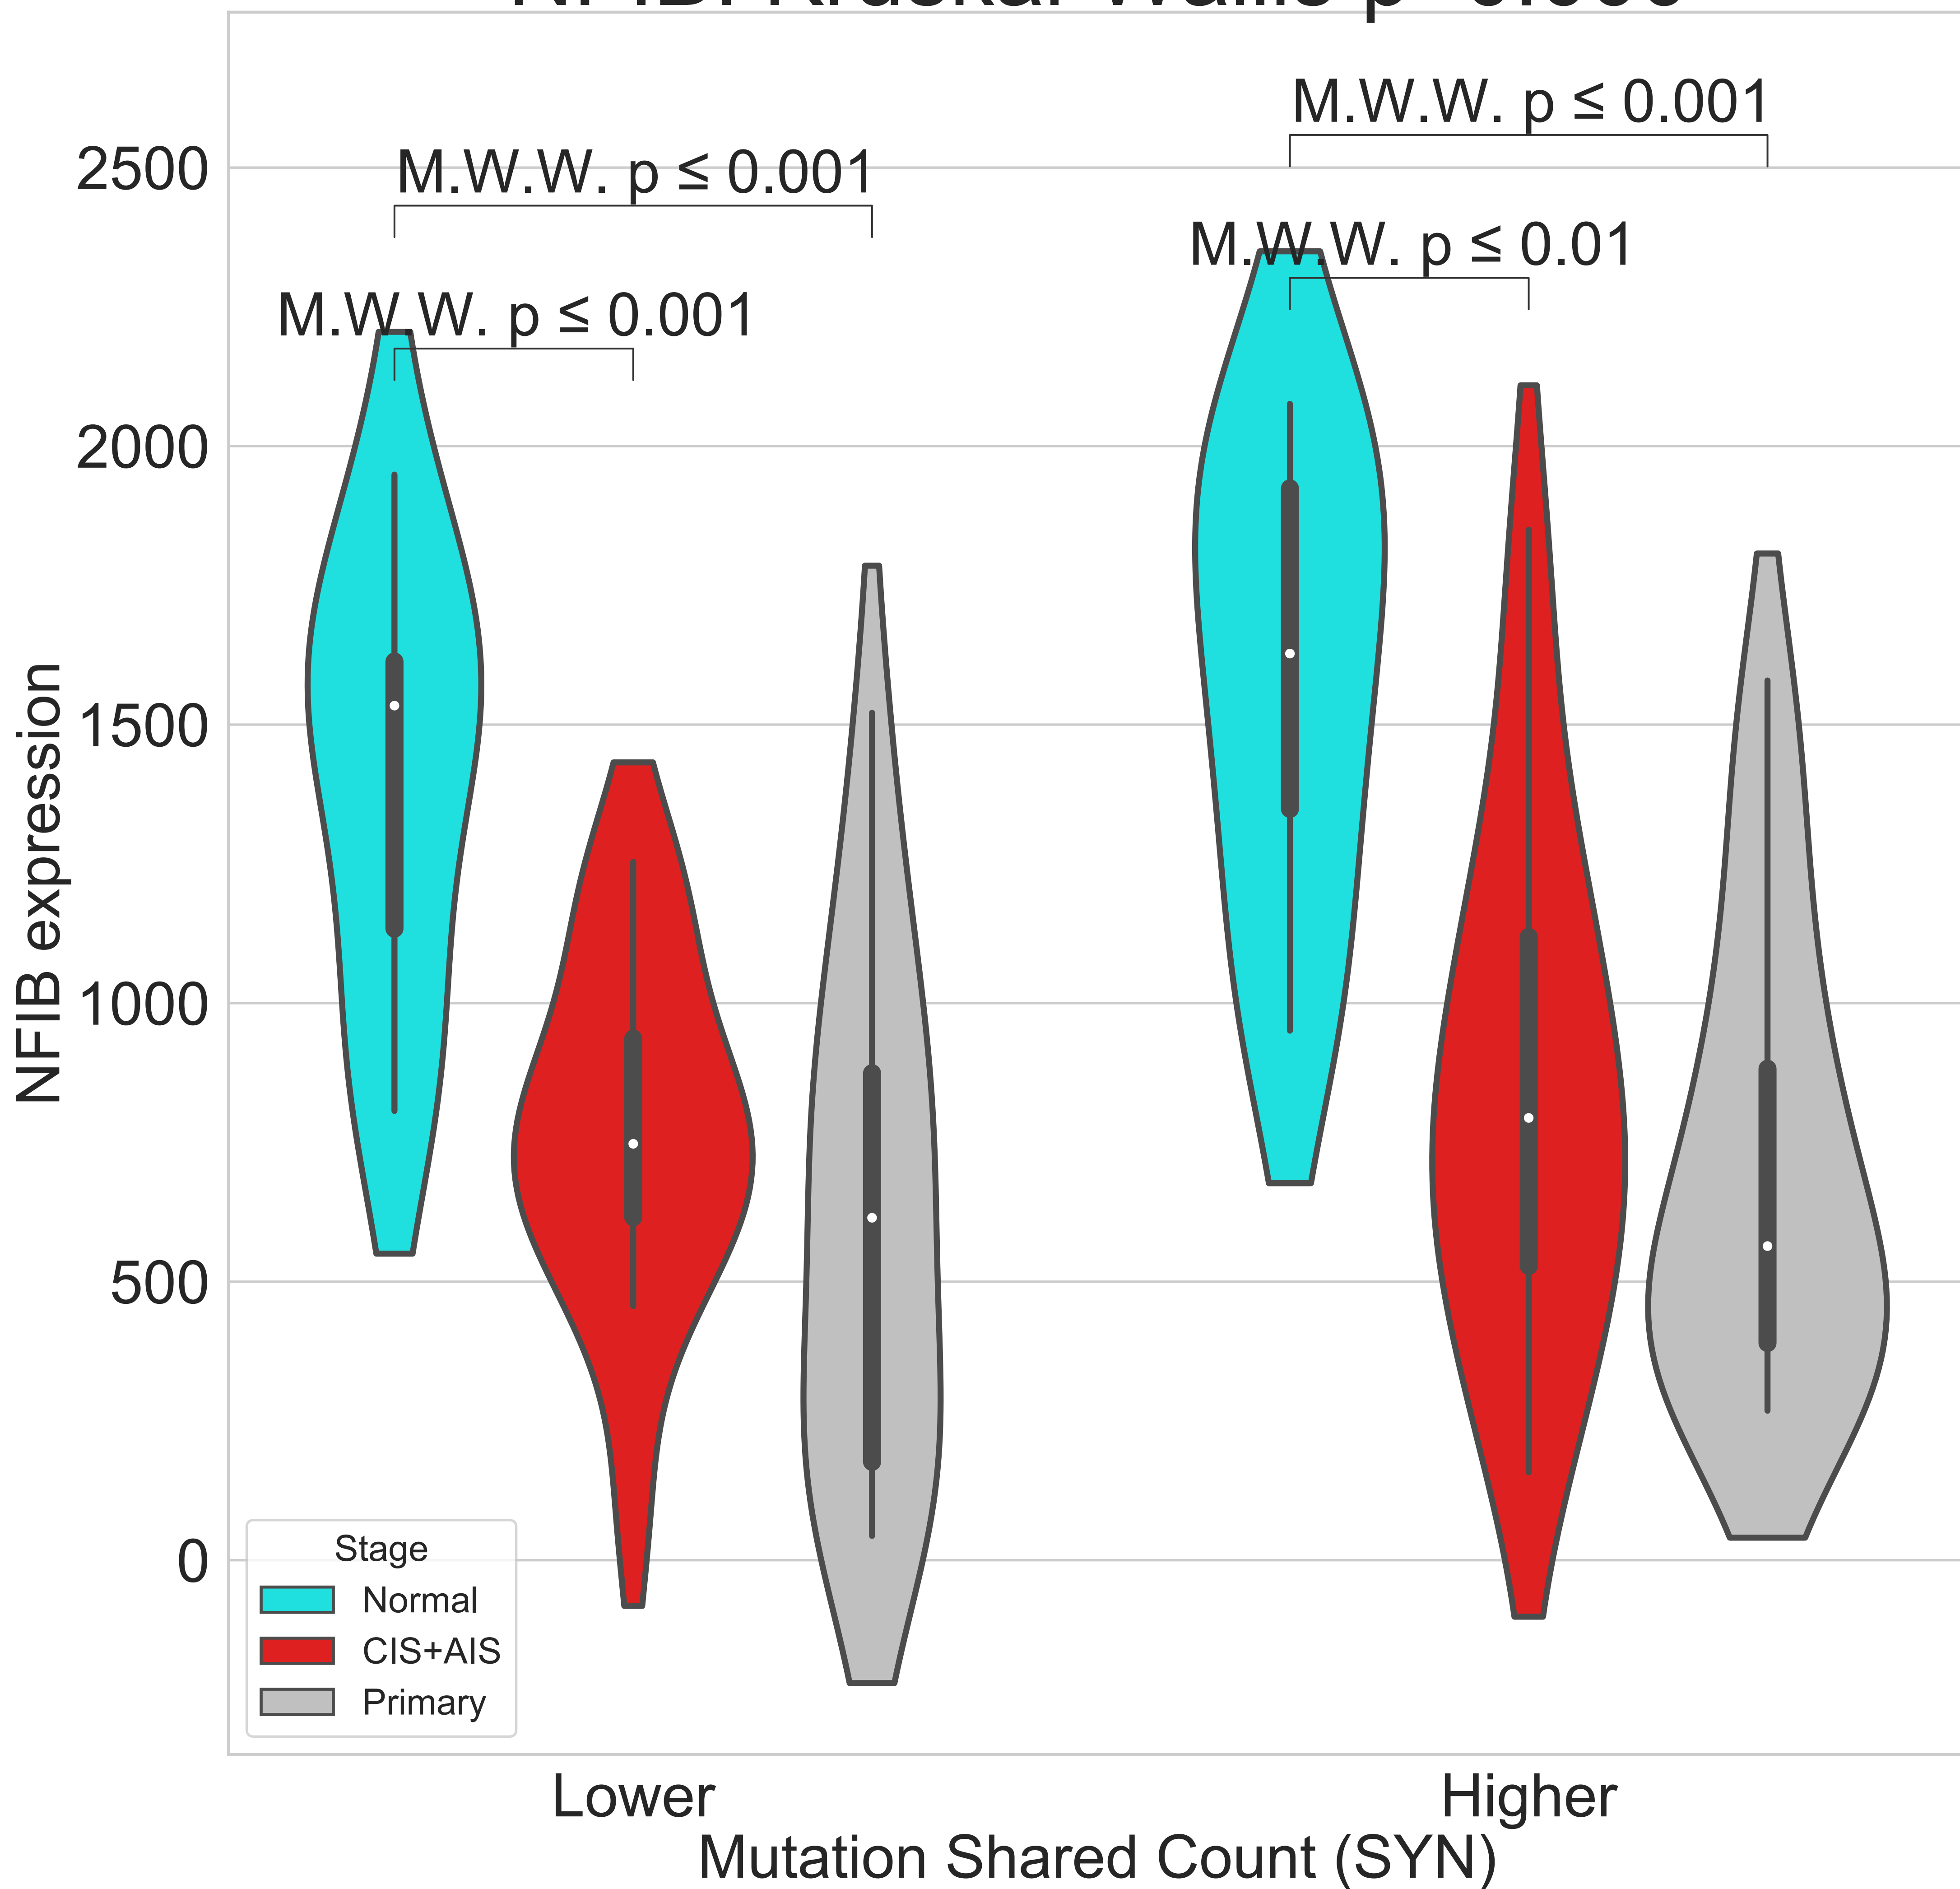 M.W.W. p ≤ 0.001
2500
M.W.W. p ≤ 0.001
M.W.W. p ≤ 0.01
M.W.W. p ≤ 0.001
2000
1500
1000
500
0
NFIB expression
Stage
Normal
CIS+AIS
Primary
Lower
Higher
Mutation Shared Count (SYN)